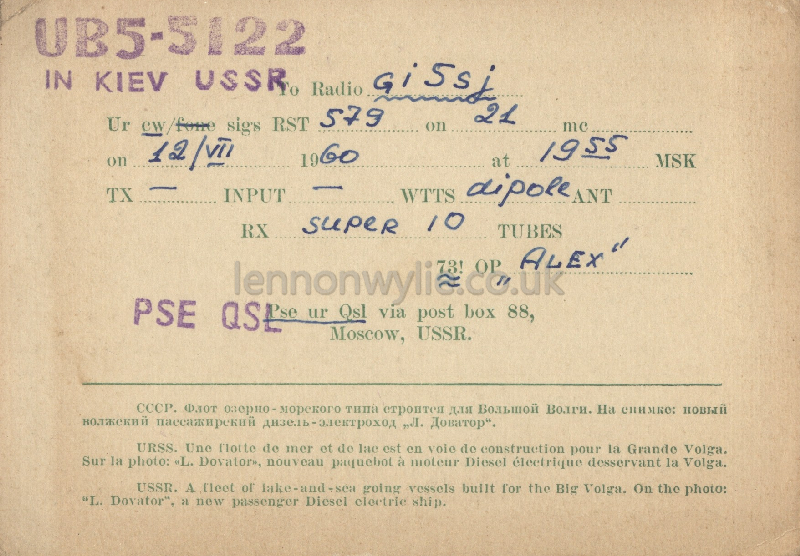 UB5-5122
IN KIEV USSR
To Radio Gi5sj
Ur cw/fone sigs RST 579 on 21 mc
on 12/VII 1960 at 1955 MSK
TX — INPUT — WTTS dipole ANT
RX super 10 TUBES
73! OP „ALEX"
lennonwylie.co.uk
PSE QSL
Pse ur Qsl via post box 88,
Moscow, USSR.
СССР. Флот озерно-морского типа строится для Большой Волги. На снимке: новый
волжский пассажирский дизель-электроход „Л. Доватор“.
URSS. Une flotte de mer et de lac est en voie de construction pour la Grande Volga.
Sur la photo: «L. Dovator», nouveau paquebot à moteur Diesel électrique desservant la Volga.
USSR. A fleet of lake-and-sea going vessels built for the Big Volga. On the photo:
"L. Dovator", a new passenger Diesel electric ship.